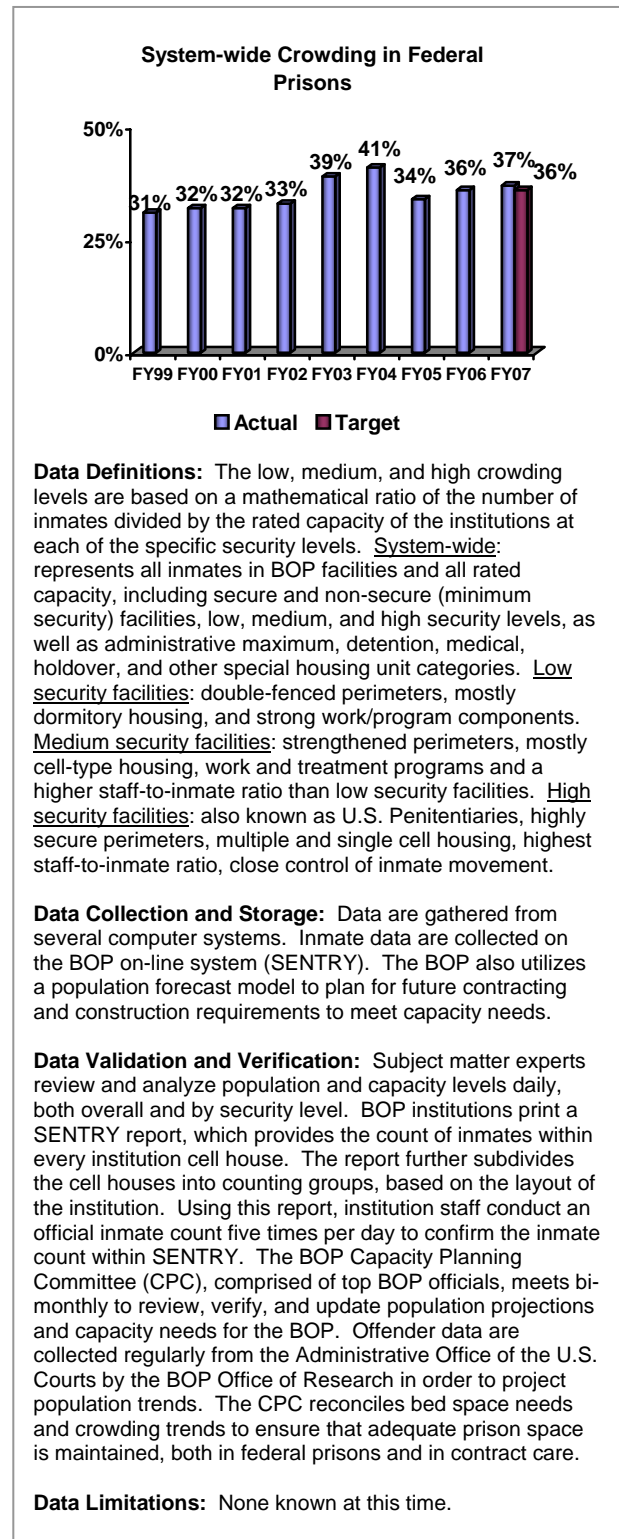 System-wide Crowding in Federal
Prisons
50%
25%
0%
31%
32%
32%
33%
39%
41%
34%
36%
37%
36%
FY99 FY00 FY01 FY02 FY03 FY04 FY05 FY06 FY07
Actual Target
Data Definitions: The low, medium, and high crowding
levels are based on a mathematical ratio of the number of
inmates divided by the rated capacity of the institutions at
each of the specific security levels. System-wide:
represents all inmates in BOP facilities and all rated
capacity, including secure and non-secure (minimum
security) facilities, low, medium, and high security levels, as
well as administrative maximum, detention, medical,
holdover, and other special housing unit categories. Low
security facilities: double-fenced perimeters, mostly
dormitory housing, and strong work/program components.
Medium security facilities: strengthened perimeters, mostly
cell-type housing, work and treatment programs and a
higher staff-to-inmate ratio than low security facilities. High
security facilities: also known as U.S. Penitentiaries, highly
secure perimeters, multiple and single cell housing, highest
staff-to-inmate ratio, close control of inmate movement.
Data Collection and Storage: Data are gathered from
several computer systems. Inmate data are collected on
the BOP on-line system (SENTRY). The BOP also utilizes
a population forecast model to plan for future contracting
and construction requirements to meet capacity needs.
Data Validation and Verification: Subject matter experts
review and analyze population and capacity levels daily,
both overall and by security level. BOP institutions print a
SENTRY report, which provides the count of inmates within
every institution cell house. The report further subdivides
the cell houses into counting groups, based on the layout of
the institution. Using this report, institution staff conduct an
official inmate count five times per day to confirm the inmate
count within SENTRY. The BOP Capacity Planning
Committee (CPC), comprised of top BOP officials, meets bi-
monthly to review, verify, and update population projections
and capacity needs for the BOP. Offender data are
collected regularly from the Administrative Office of the U.S.
Courts by the BOP Office of Research in order to project
population trends. The CPC reconciles bed space needs
and crowding trends to ensure that adequate prison space
is maintained, both in federal prisons and in contract care.
Data Limitations: None known at this time.